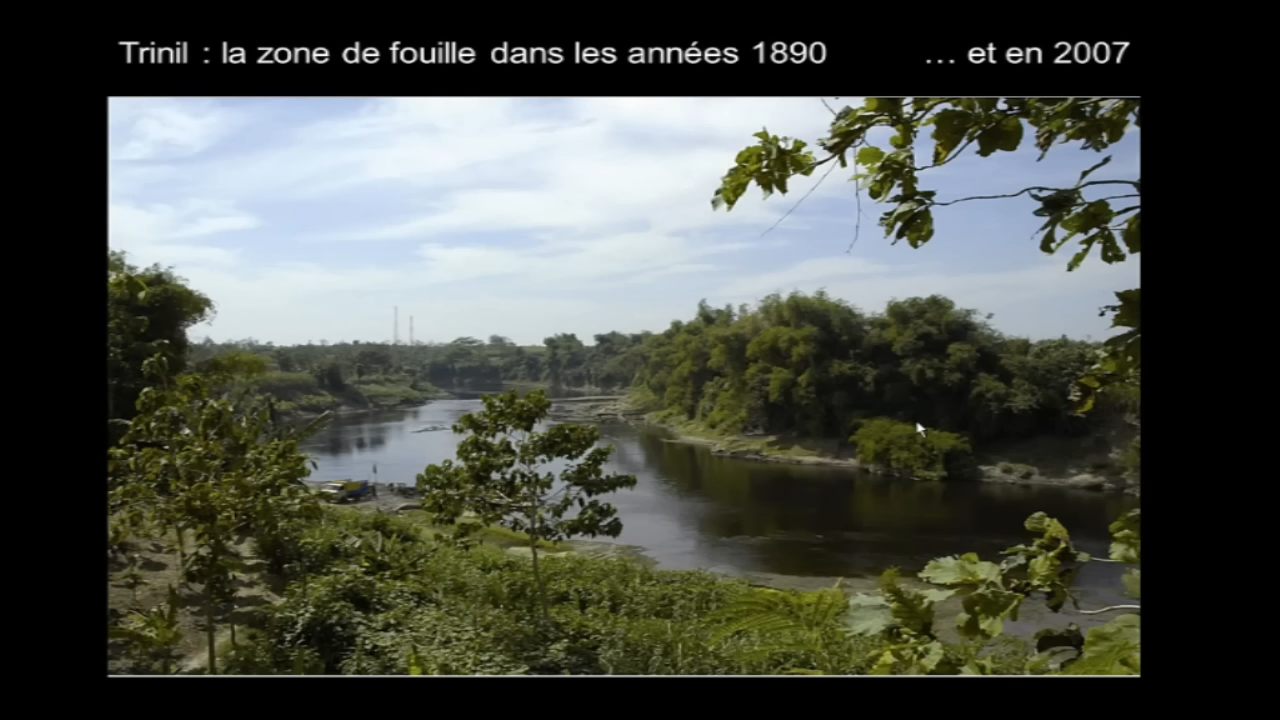 Trinil : la zone de fouille dans les années 1890 … et en 2007